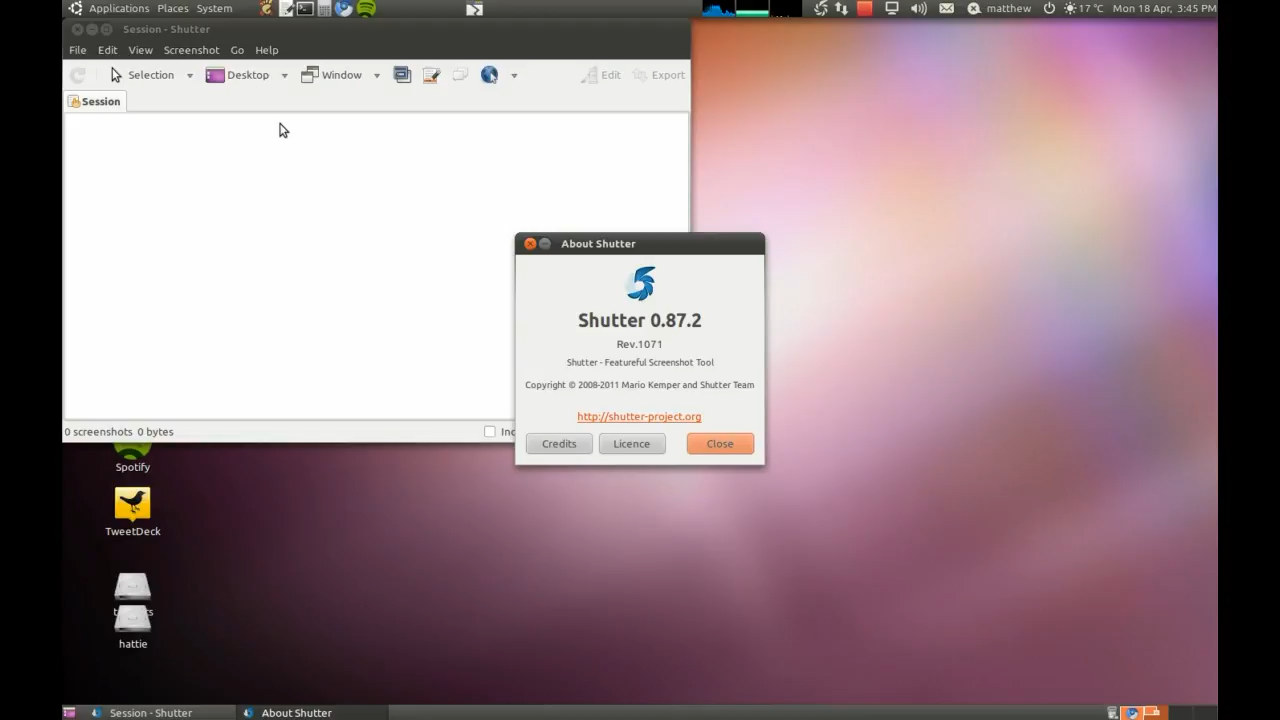 Applications Places System
matthew
17 °C Mon 18 Apr, 3:45 PM
Session - Shutter
File Edit View Screenshot Go Help
Selection Desktop Window Edit Export
Session
About Shutter
Shutter 0.87.2
Rev.1071
Shutter - Featureful Screenshot Tool
Copyright © 2008-2011 Mario Kemper and Shutter Team
http://shutter-project.org
Credits Licence Close
0 screenshots 0 bytes
Spotify
TweetDeck
hattie
Session - Shutter About Shutter